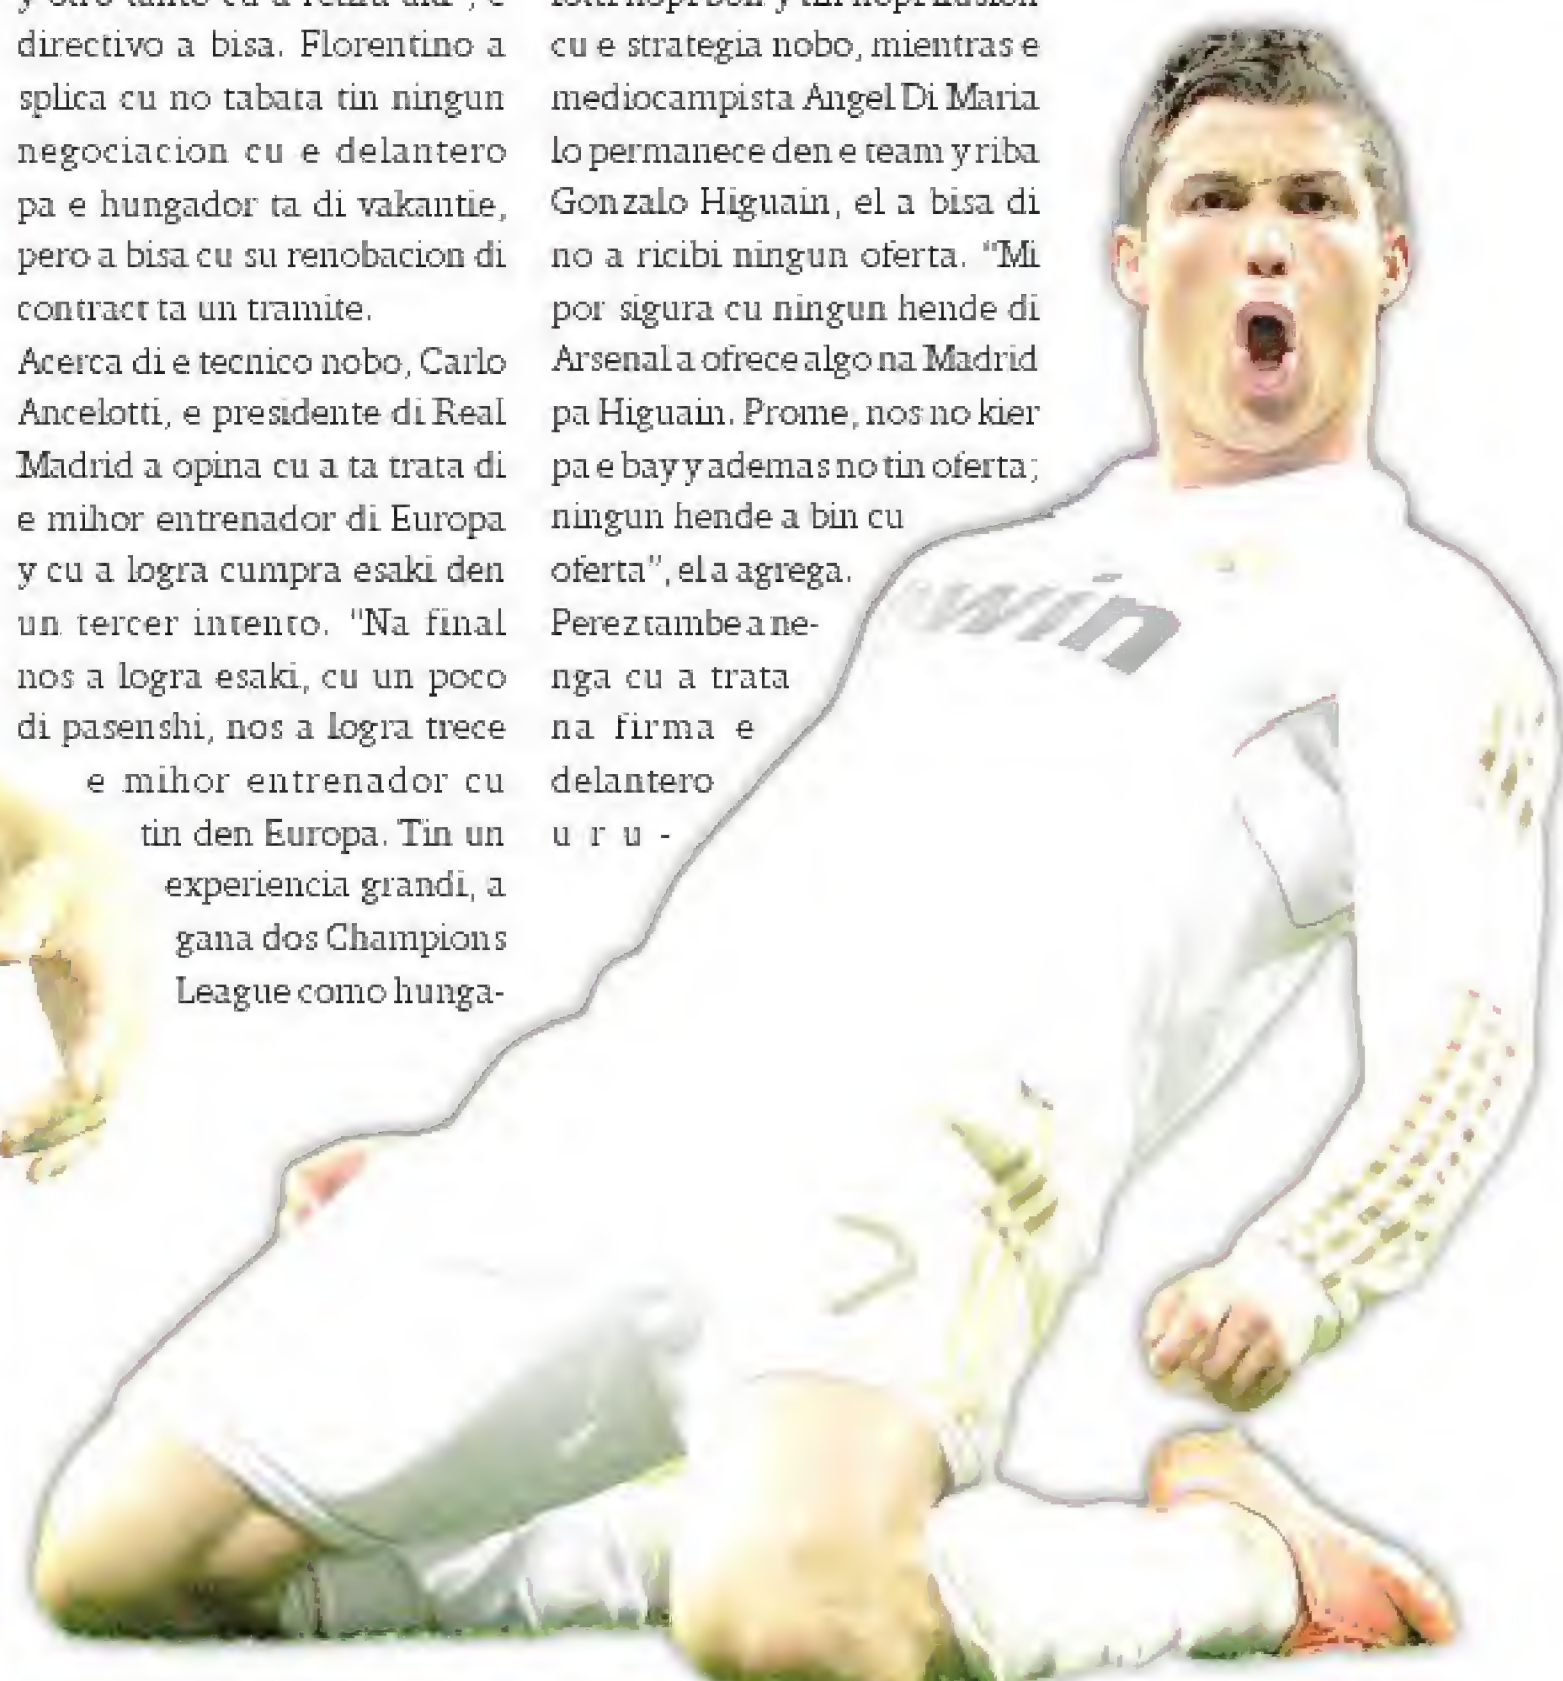 directivo a bisa. Florentino a
splica cu no tabata tin ningun
negociacion cu e delantero
pa e hungador ta di vakantie,
pero a bisa cu su renobacion di
contract ta un tramite.
Acerca di e tecnico nobo, Carlo
Ancelotti, e presidente di Real
Madrid a opina cu a ta trata di
e mihor entrenador di Europa
y cu a logra cumpra esaki den
un tercer intento. "Na final
nos a logra esaki, cu un poco
di pasenshi, nos a logra trece
e mihor entrenador cu
tin den Europa. Tin un
experiencia grandi, a
gana dos Champions
League como hunga-
cu e strategia nobo, mientras e
mediocampista Angel Di Maria
lo permanece den e team y riba
Gonzalo Higuain, el a bisa di
no a ricibi ningun oferta. "Mi
por sigura cu ningun hende di
Arsenal a ofrece algo na Madrid
pa Higuain. Prome, nos no kier
pa e bay y ademas no tin oferta;
ningun hende a bin cu
oferta", el a agrega.
Perez tambe a ne-
nga cu a trata
na firma e
delantero
u r u -
win